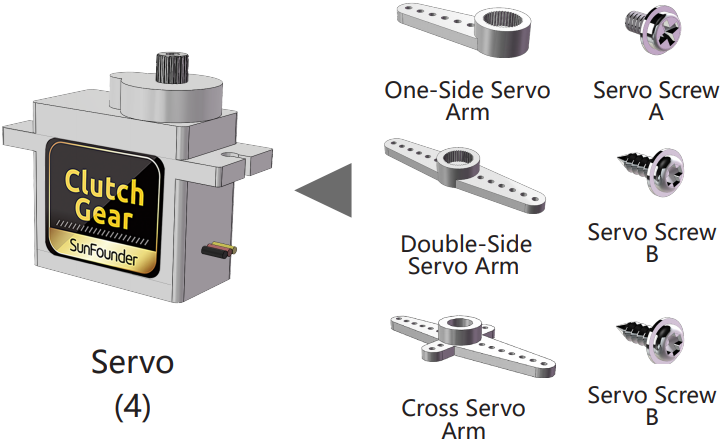 Clutch
Gear
SunFounder
Servo
(4)
One-Side Servo
Arm
Servo Screw
A
Double-Side
Servo Arm
Servo Screw
B
Cross Servo
Arm
Servo Screw
B